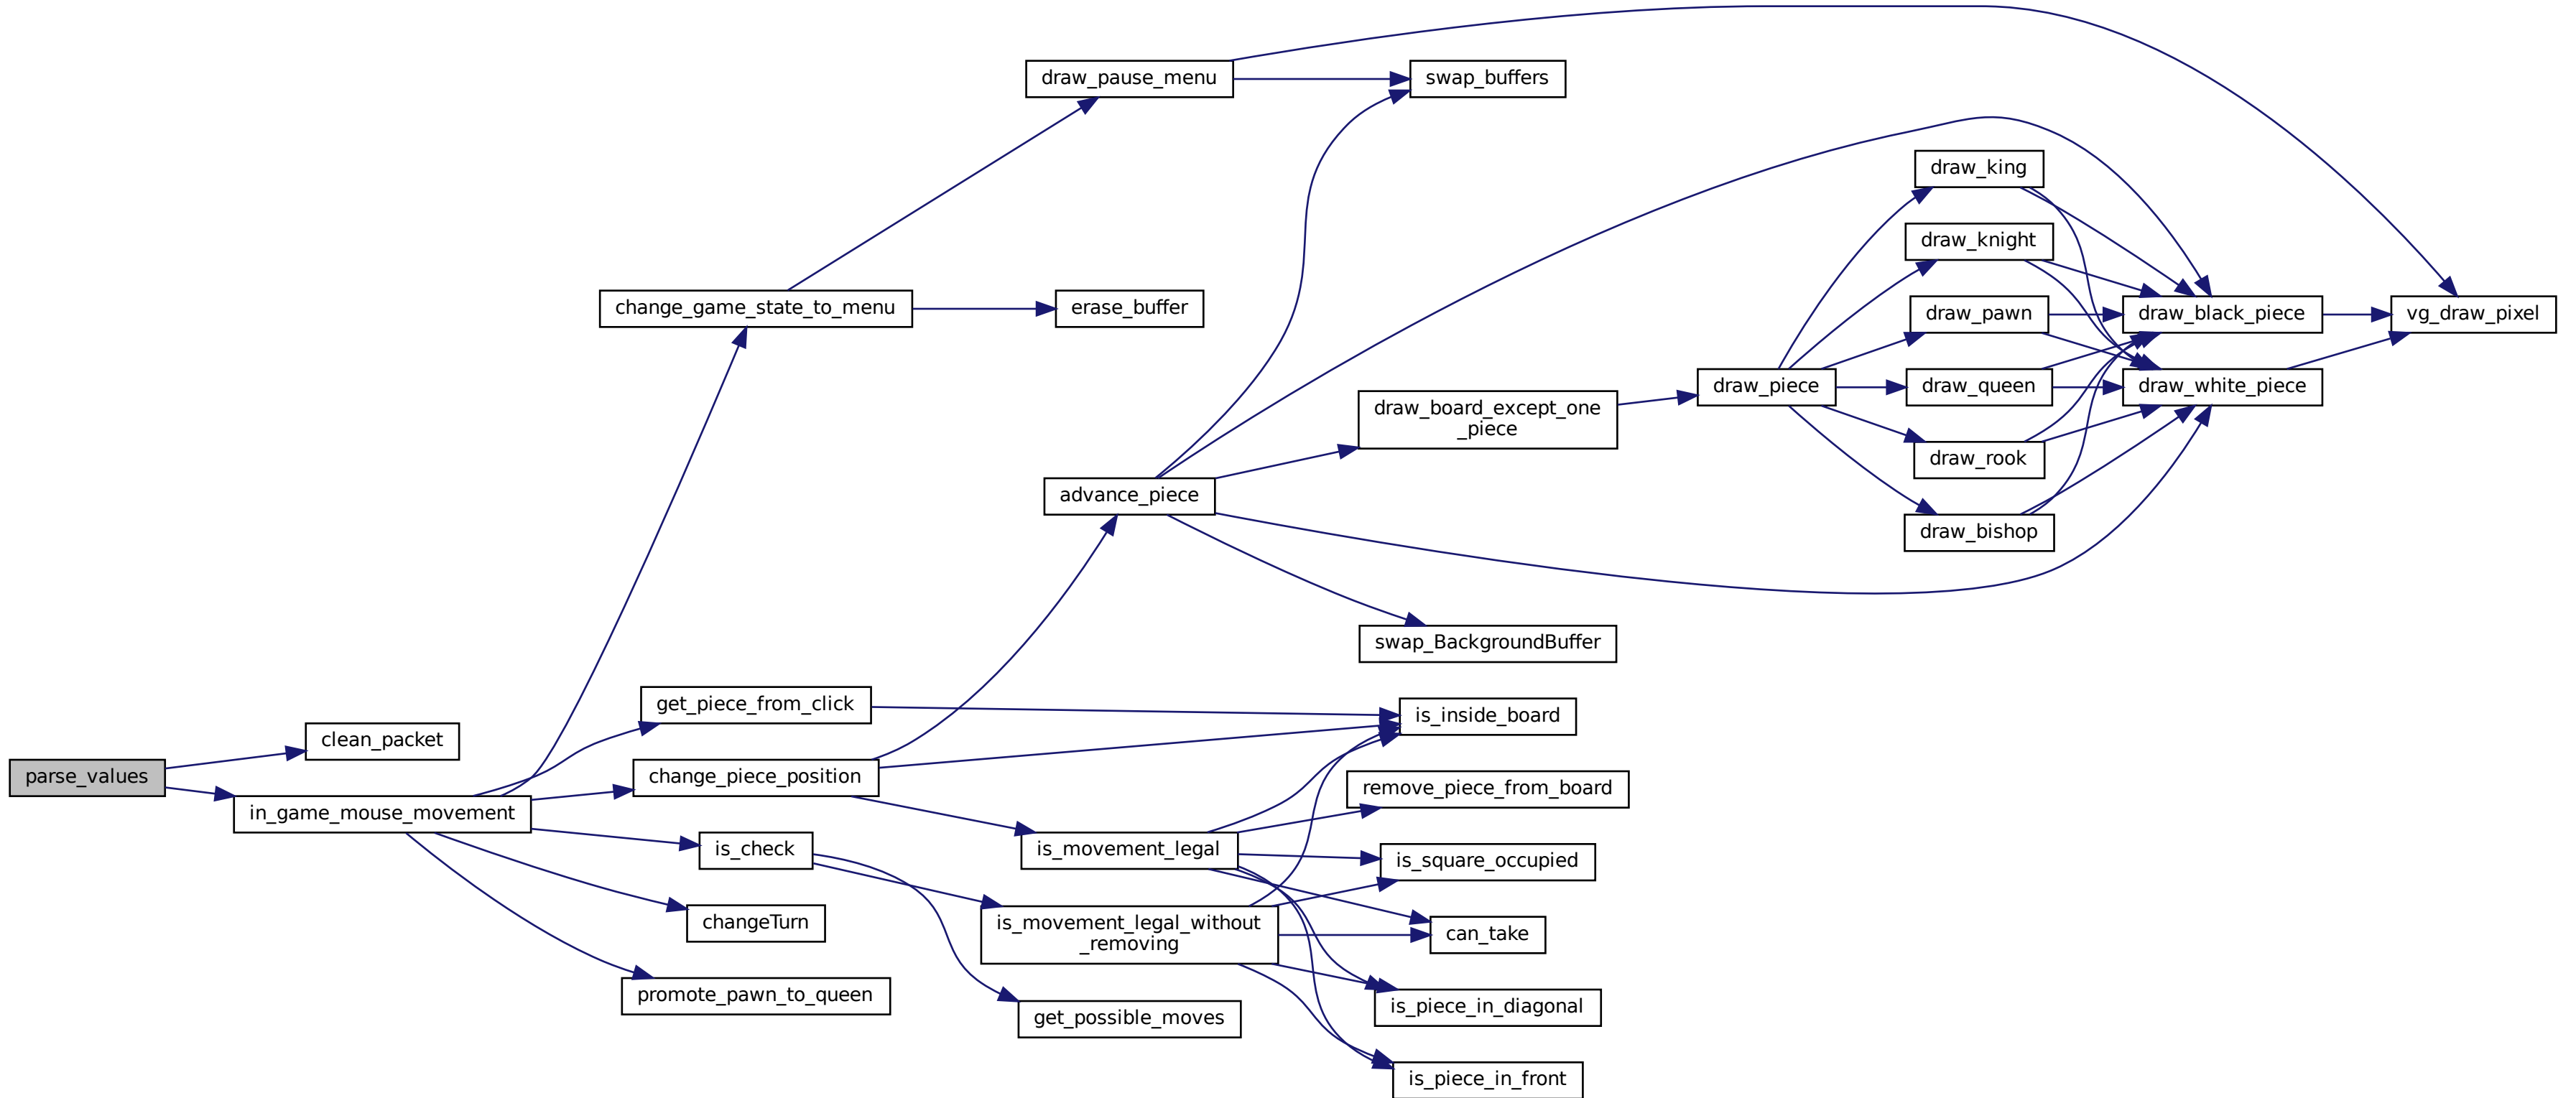 draw_pause_menu
swap_buffers
draw_king
draw_knight
change_game_state_to_menu
erase_buffer
draw_pawn
draw_black_piece
vg_draw_pixel
draw_board_except_one
_piece
draw_piece
draw_queen
draw_white_piece
draw_rook
advance_piece
draw_bishop
swap_BackgroundBuffer
get_piece_from_click
is_inside_board
clean_packet
parse_values
change_piece_position
remove_piece_from_board
in_game_mouse_movement
is_check
is_movement_legal
is_square_occupied
changeTurn
is_movement_legal_without
_removing
can_take
promote_pawn_to_queen
get_possible_moves
is_piece_in_diagonal
is_piece_in_front